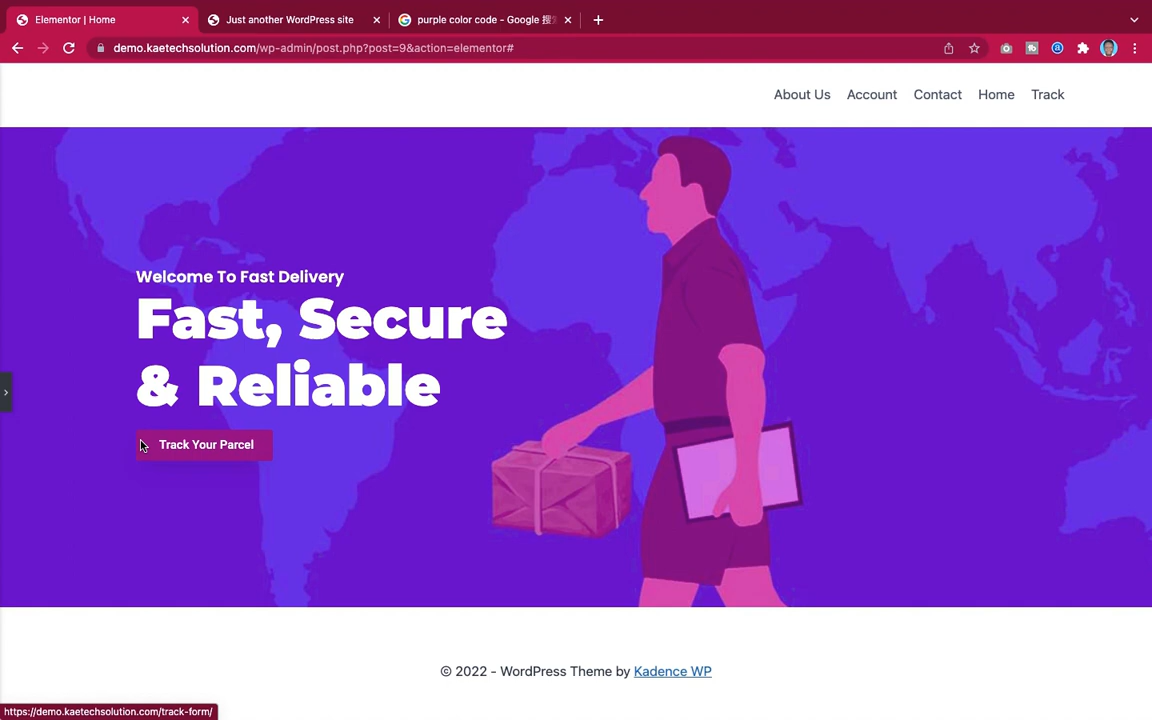 Elementor | Home
Just another WordPress site
purple color code - Google 搜
demo.kaetechsolution.com/wp-admin/post.php?post=9&action=elementor#
About Us Account Contact Home Track
Welcome To Fast Delivery
Fast, Secure
& Reliable
Track Your Parcel
© 2022 - WordPress Theme by Kadence WP
https://demo.kaetechsolution.com/track-form/